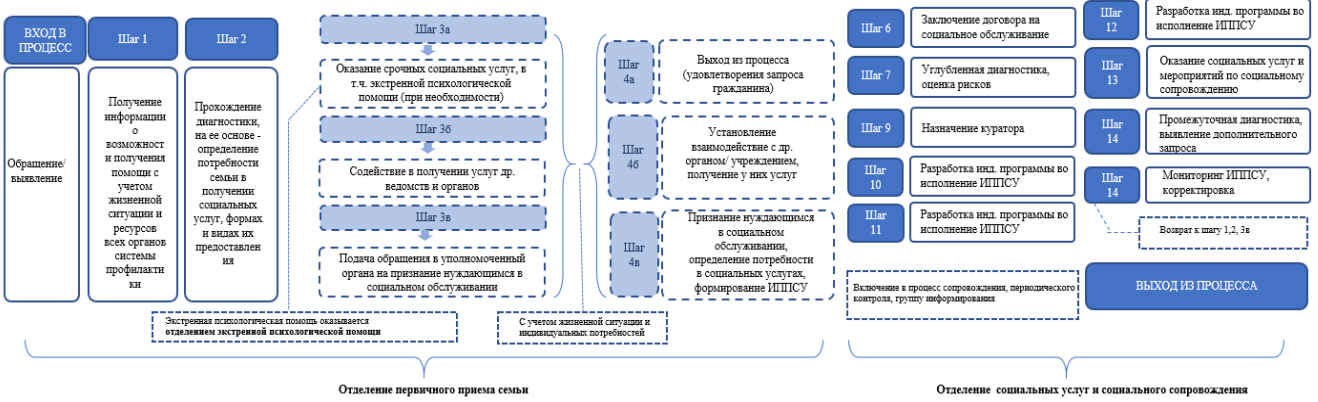 ВХОД В
ПРОЦЕСС
Обращение/
выявление
Шаг 1
Получение
информаци
о
возможност
и получения
помощи с
учетом
жизненной
ситуации и
ресурсов
всех органов
системы
профилакти
ки
Шаг 2
Прохождение
диагностики,
на ее основе -
определение
потребности
семьи в
получении
социальных
услуг, формах
и видах их
предоставлен
ия
Шаг 3а
Оказание срочных социальных услуг, в
т.ч. экстренной психологической
помощи (при необходимости)
Шаг 3б
Содействие в получении услуг др.
ведомств и органов
Шаг 3в
Подача обращения в уполномоченый
органа на признание нуждающимся в
социальном обслуживании
Экстренная психологическая помощь оказывается
отделением экстренной психологической помощи
Шаг
4а
Выход из процесса
(удовлетворения запроса
гражданина)
Шаг
4б
Установление
взаимодействие с др.
органом/ учреждением,
получение у них услуг
Шаг
4в
Признание нуждающимся
в социальном
обслуживании,
определение потребности
в социальных услугах,
формирование ИППСУ
С учетом жизненной ситуации и
индивидуальных потребностей
Отделение первичного приема семьи
Шаг 6
Заключение договора на
социальное обслуживание
Шаг 7
Углубленная диагностика,
оценка рисков
Шаг 9
Назначение куратора
Шаг
10
Разработка инд. программы во
исполнение ИППСУ
Шаг
11
Разработка инд. программы во
исполнение ИППСУ
Включение в процесс сопровождения, периодического
контроля, группу информирования
Шаг
12
Разработка инд. программы во
исполнение ИППСУ
Шаг
13
Оказание социальных услуг и
мероприятий по социальному
сопровождению
Шаг
14
Промежуточная диагностика,
выявление дополнительного
запроса
Шаг
14
Мониторинг ИППСУ,
корректировка
Возврат к шагу 1,2, 3в
ВЫХОД ИЗ ПРОЦЕССА
Отделение социальных услуг и социального сопровождения